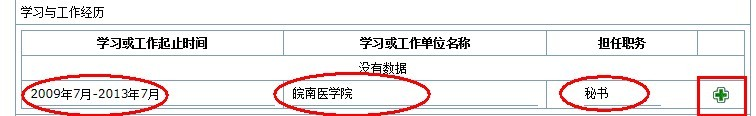 学习与工作经历
学习或工作起止时间 学习或工作单位名称 担任职务
没有数据
2009年7月-2013年7月 皖南医学院 秘书